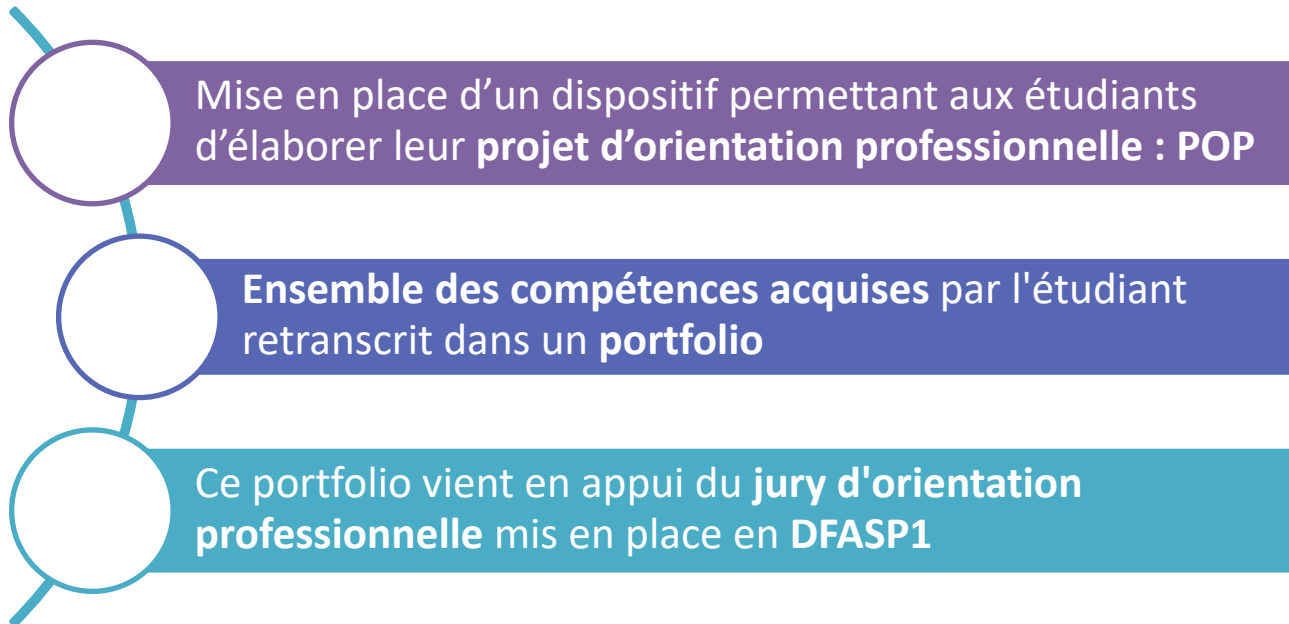 Mise en place d’un dispositif permettant aux étudiants
d’élaborer leur projet d’orientation professionnelle : POP
Ensemble des compétences acquises par l'étudiant
retranscrit dans un portfolio
Ce portfolio vient en appui du jury d'orientation
professionnelle mis en place en DFASP1